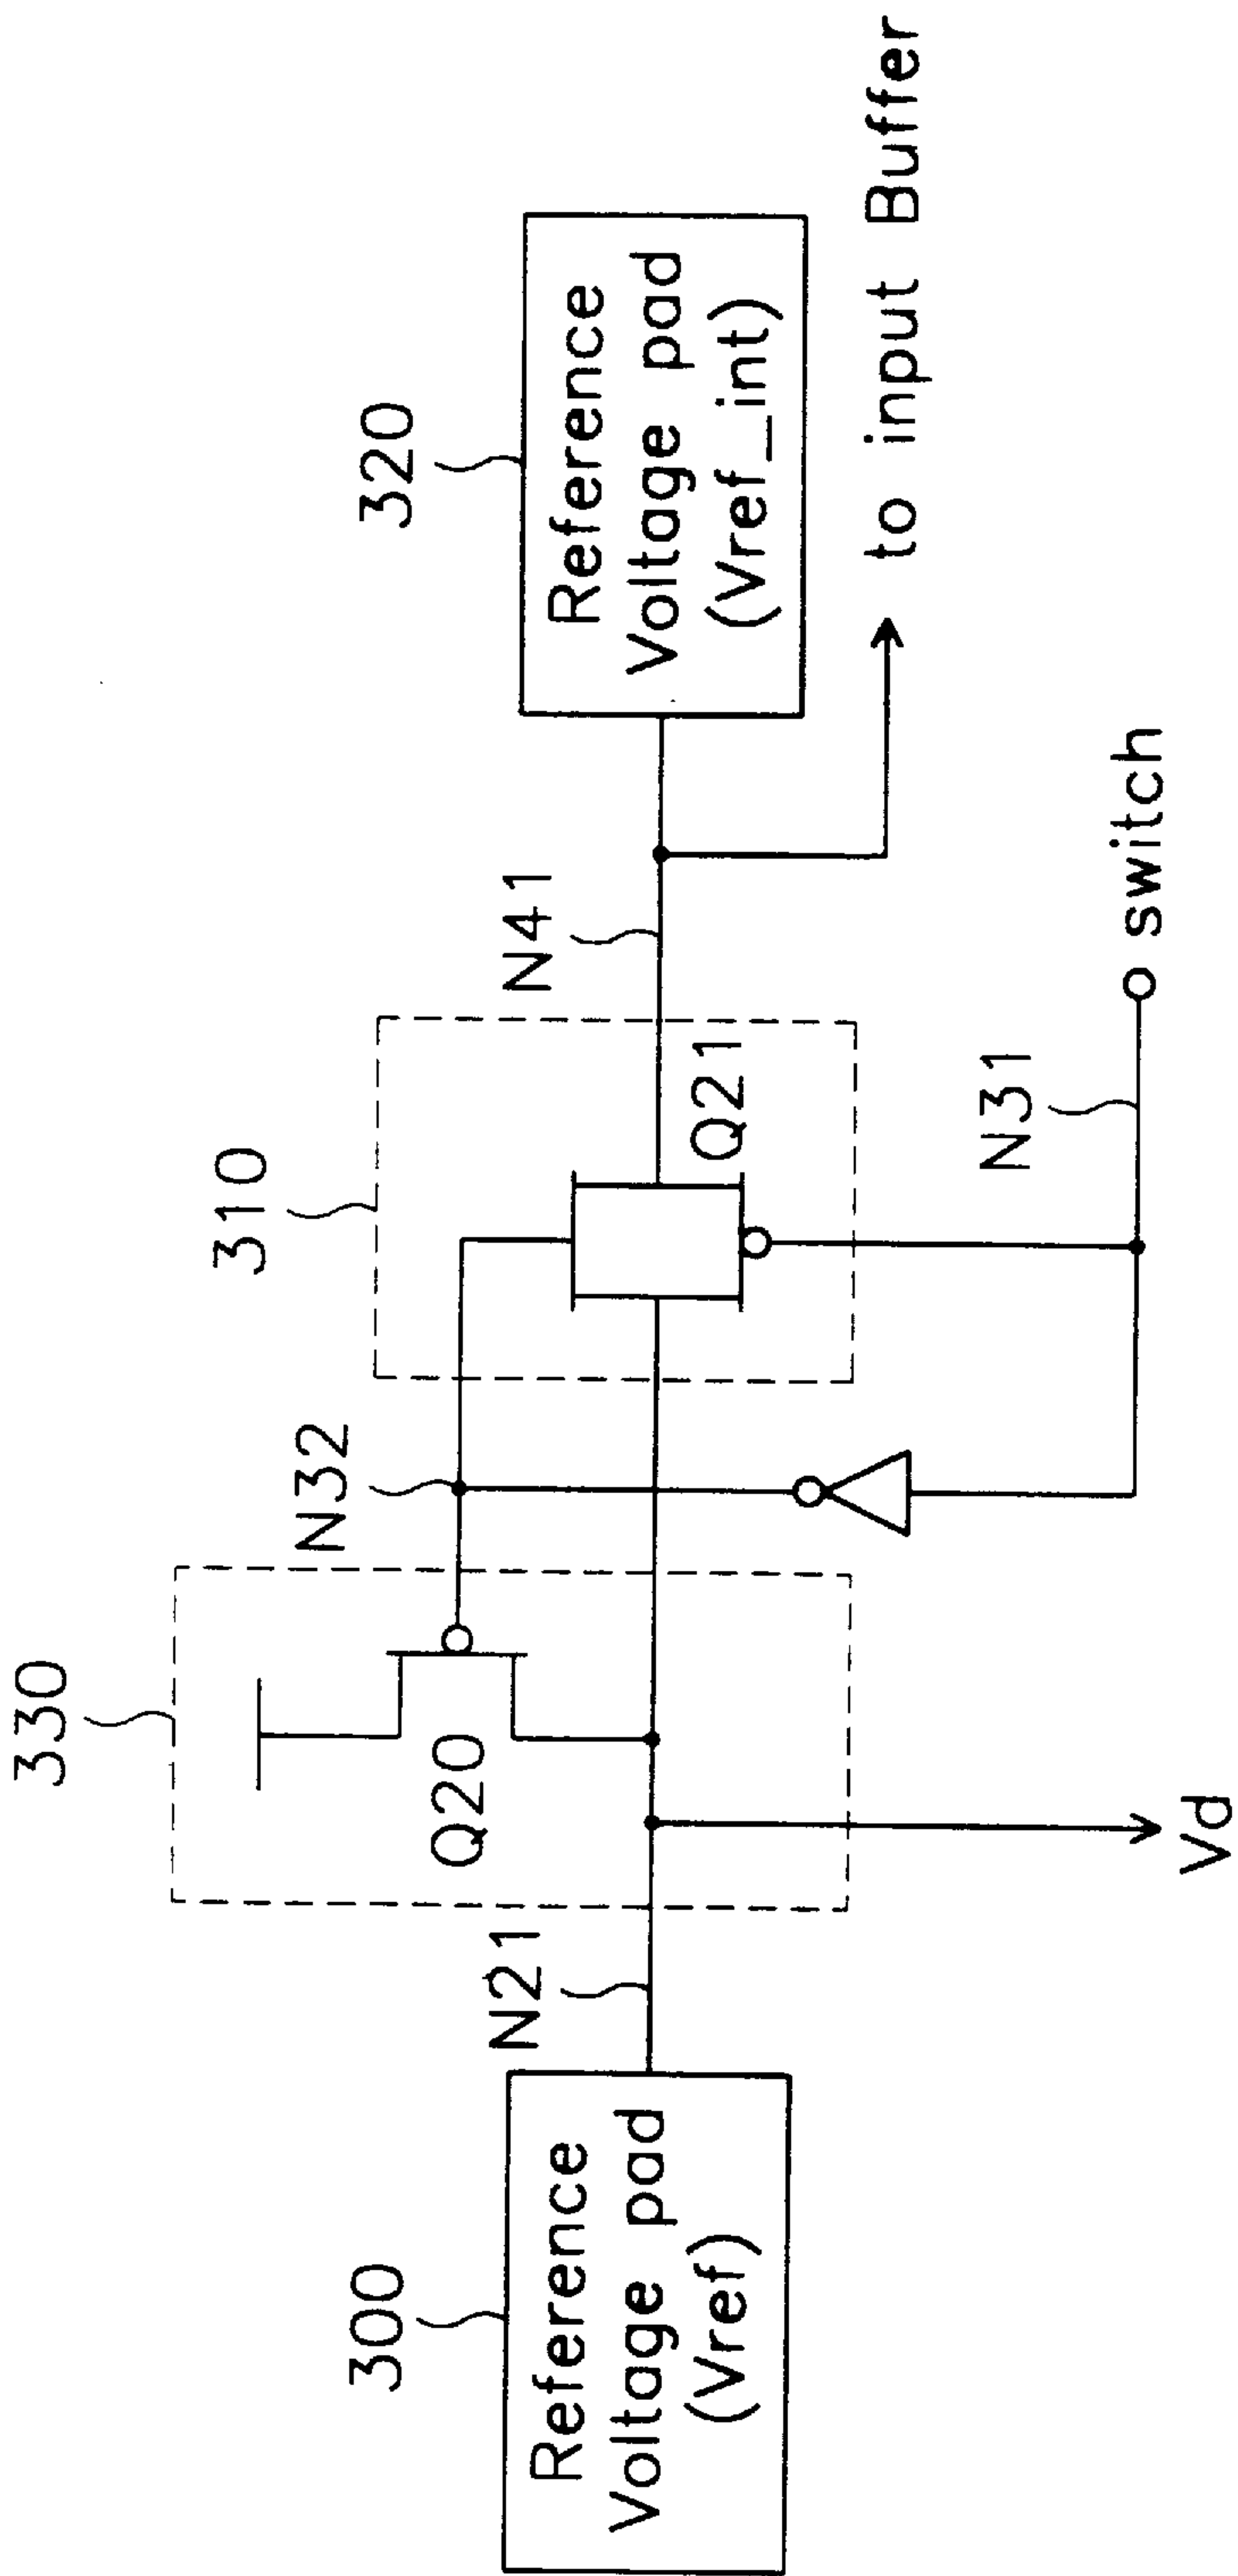 330
310
320
N32
Q20
300
N21
N41
Reference
Voltage pad
(Vref)
Q21
Reference
Voltage pad
(Vref_int)
to input Buffer
N31
switch
Vd